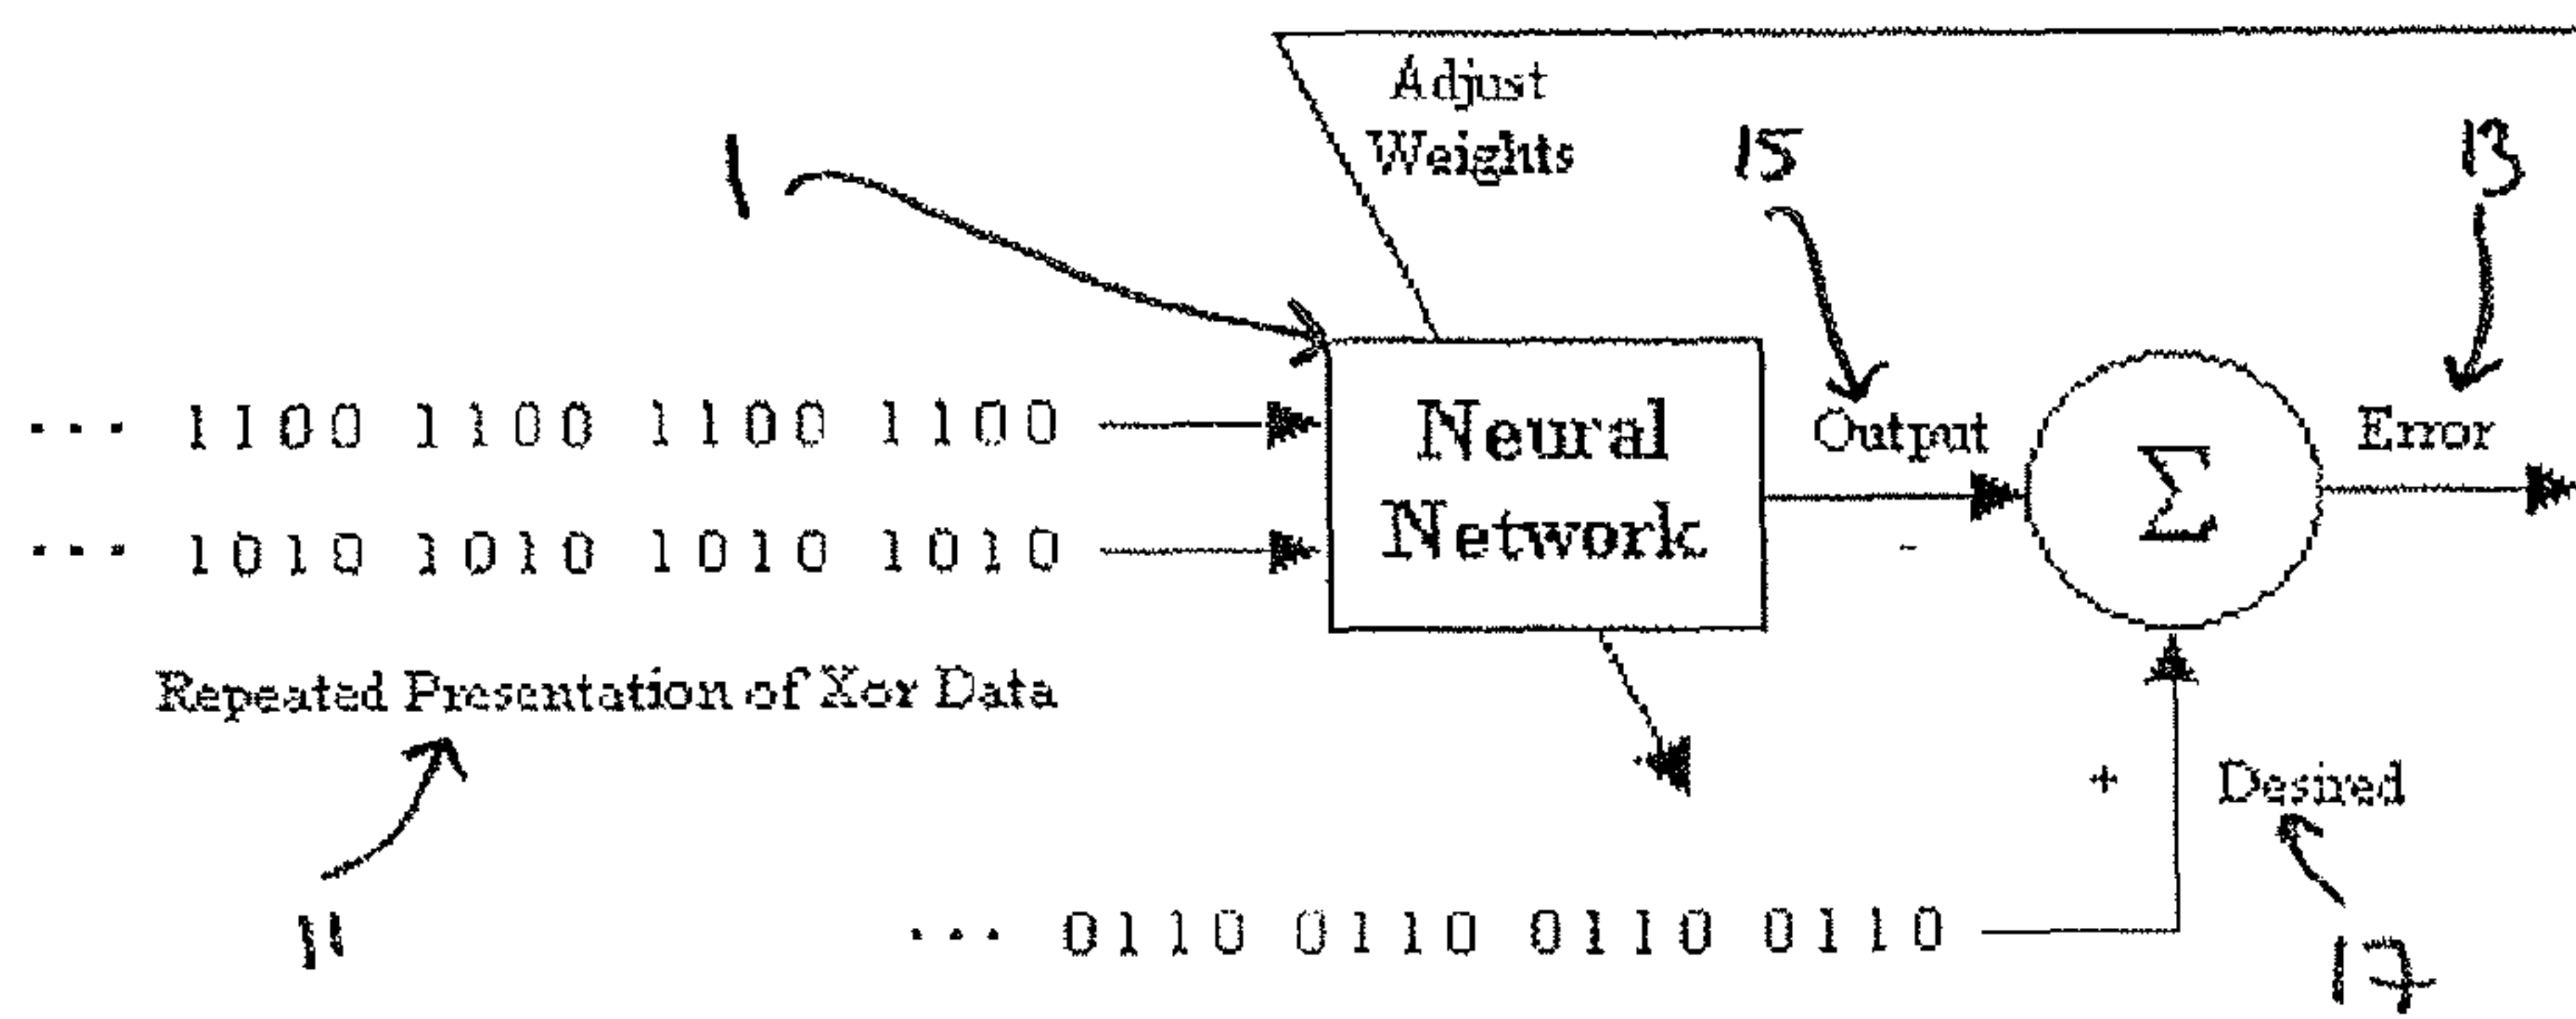 Adjust
Weights
1
15
13
··· 1100 1100 1100 1100
··· 1010 1010 1010 1010
Neural
Network
Output
-
Σ
Error
Repeated Presentation of Xor Data
11
+
Desired
··· 0110 0110 0110 0110
17